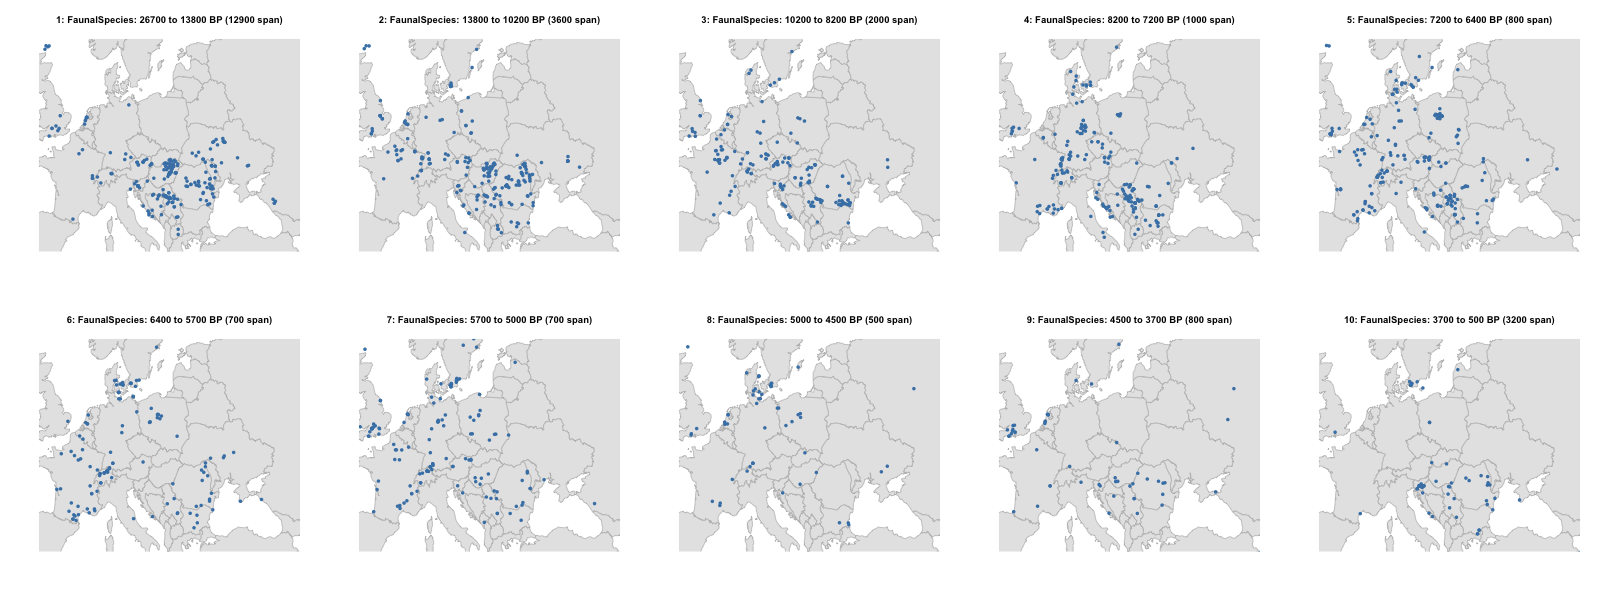 1: FaunalSpecies: 26700 to 13800 BP (12900 span)
2: FaunalSpecies: 13800 to 10200 BP (3600 span)
3: FaunalSpecies: 10200 to 8200 BP (2000 span)
4: FaunalSpecies: 8200 to 7200 BP (1000 span)
5: FaunalSpecies: 7200 to 6400 BP (800 span)
6: FaunalSpecies: 6400 to 5700 BP (700 span)
7: FaunalSpecies: 5700 to 5000 BP (700 span)
8: FaunalSpecies: 5000 to 4500 BP (500 span)
9: FaunalSpecies: 4500 to 3700 BP (800 span)
10: FaunalSpecies: 3700 to 500 BP (3200 span)